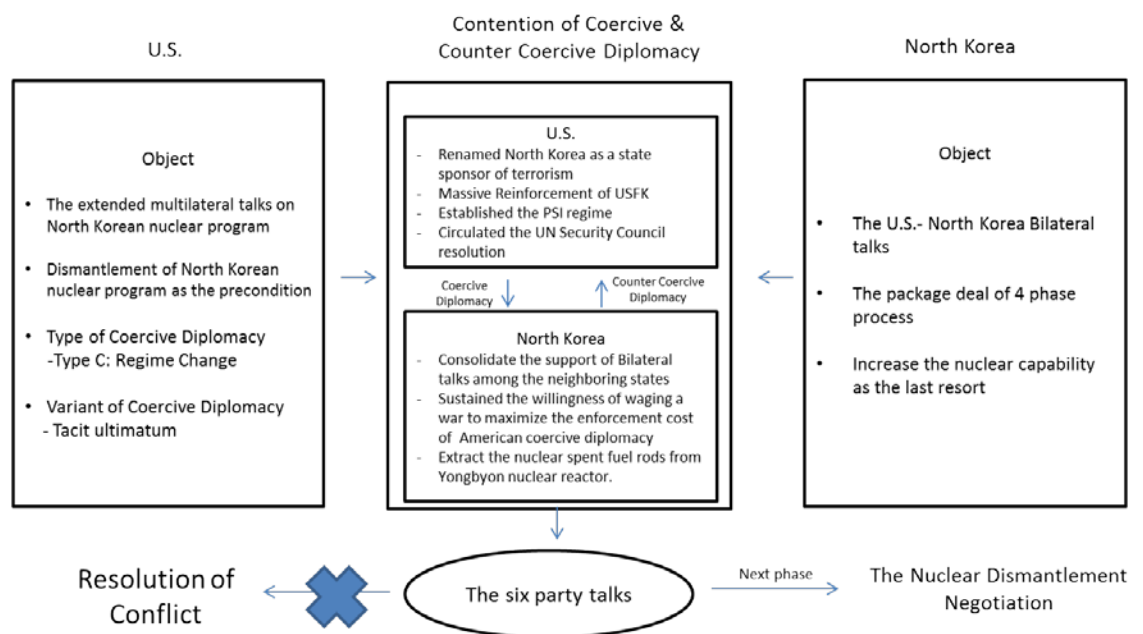 U.S.
Contention of Coercive &
Counter Coercive Diplomacy
North Korea
Object
• The extended multilateral talks on
North Korean nuclear program
• Dismantlement of North Korean
nuclear program as the precondition
• Type of Coercive Diplomacy
-Type C: Regime Change
• Variant of Coercive Diplomacy
- Tacit ultimatum
U.S.
- Renamed North Korea as a state
sponsor of terrorism
- Massive Reinforcement of USFK
- Established the PSI regime
- Circulated the UN Security Council
resolution
Coercive
Diplomacy
Counter Coercive
Diplomacy
North Korea
- Consolidate the support of Bilateral
talks among the neighboring states
- Sustained the willingness of waging a
war to maximize the enforcement cost
of American coercive diplomacy
- Extract the nuclear spent fuel rods from
Yongbyon nuclear reactor.
Object
• The U.S.- North Korea Bilateral
talks
• The package deal of 4 phase
process
• Increase the nuclear capability
as the last resort
Resolution of
Conflict
The six party talks
Next phase
The Nuclear Dismantlement
Negotiation